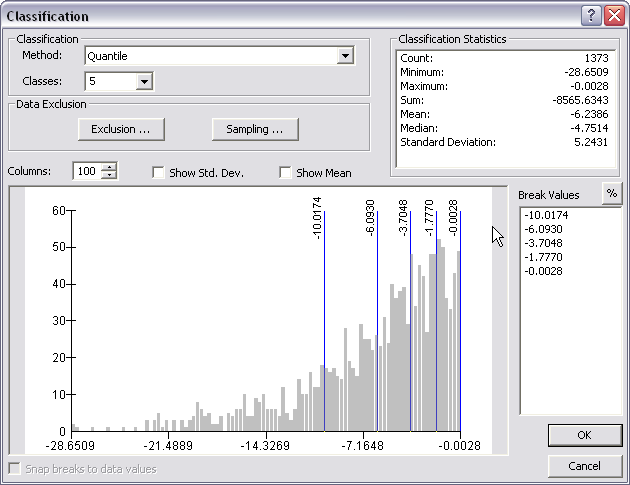 Classification
Classification
Method: Quantile
Classes: 5
Data Exclusion
Exclusion ...
Sampling ...
Classification Statistics
Count: 1373
Minimum: -28.6509
Maximum: -0.0028
Sum: -8565.6343
Mean: -6.2386
Median: -4.7514
Standard Deviation: 5.2431
Columns: 100
Show Std. Dev.
Show Mean
Break Values
%
-10.0174
-6.0930
-3.7048
-1.7770
-0.0028
60
50
40
30
20
10
0
-28.6509
-21.4889
-14.3269
-7.1648
-0.0028
-10.0174
-6.0930
-3.7048
-1.7770
-0.0028
Snap breaks to data values
OK
Cancel